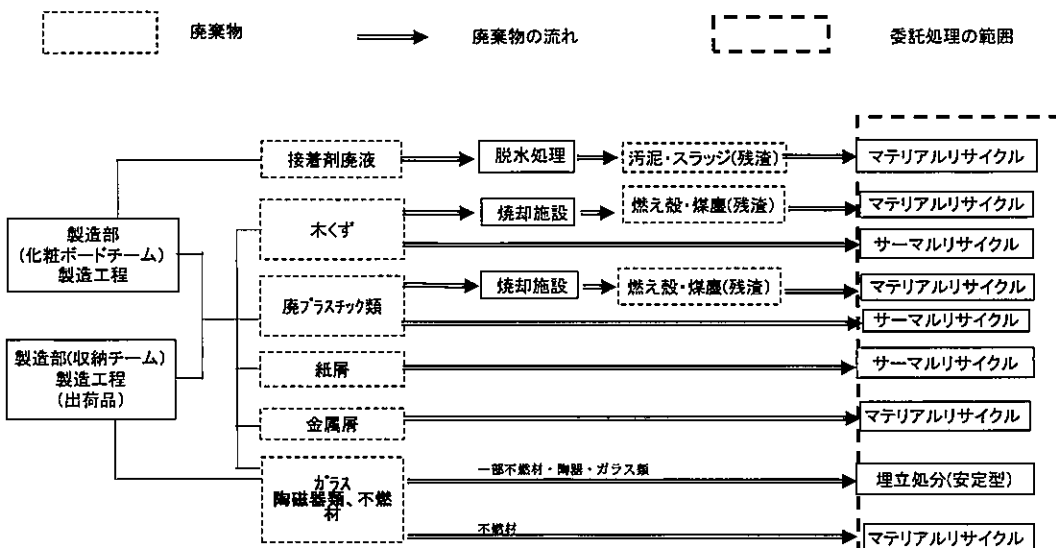 廃棄物
廃棄物の流れ
委託処理の範囲
接着剤廃液
脱水処理
汚泥・スラッジ(残渣)
マテリアルリサイクル
木くず
焼却施設
燃え殻・煤塵(残渣)
マテリアルリサイクル
サーマルリサイクル
製造部
(化粧ボードチーム)
製造工程
廃プラスチック類
焼却施設
燃え殻・煤塵(残渣)
マテリアルリサイクル
サーマルリサイクル
製造部(収納チーム)
製造工程
(出荷品)
紙屑
サーマルリサイクル
金属屑
マテリアルリサイクル
ガラス
陶磁器類、不燃
材
一部不燃材・陶器・ガラス類
埋立処分(安定型)
不燃材
マテリアルリサイクル